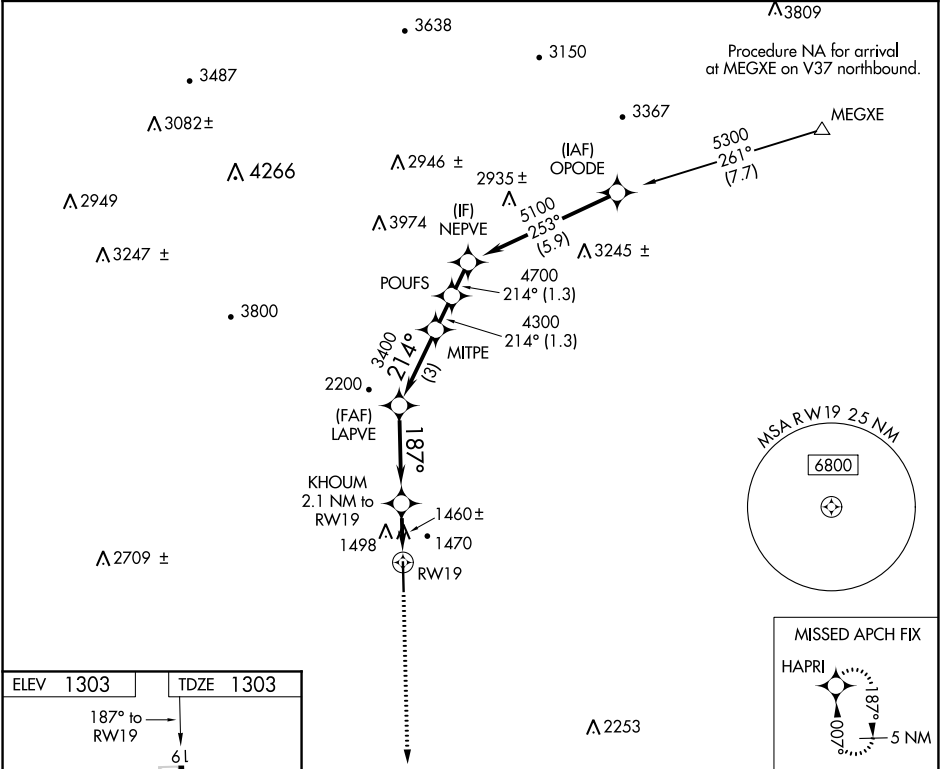 3809
3638
3150
Procedure NA for arrival
at MEGXE on V37 northbound.
3487
3367
MEGXE
3082±
5300
261°
(7.7)
(IAF)
OPODE
2946 ±
4266
2935 ±
2949
5100
253°
(5.9)
(IF)
NEPVE
3974
3247 ±
3245 ±
POUFS
4700
214° (1.3)
3800
4300
214° (1.3)
MITPE
3400
214°
(3)
2200
(FAF)
LAPVE
187°
MSA RW19 25 NM
6800
KHOUM
2.1 NM to
RW19
1460±
1498
1470
2709 ±
RW19
MISSED APCH FIX
HAPRI
187°
007°
5 NM
ELEV 1303
TDZE 1303
187° to
RW19
19
2253